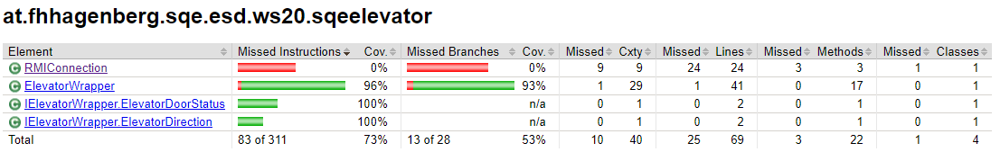 at.fhhagenberg.sqe.esd.ws20.sqeelevator
Element Missed Instructions Cov. Missed Branches Cov. Missed Cxty Missed Lines Missed Methods Missed Classes
RMIConnection 0% 0% 9 9 24 24 3 3 1 1
ElevatorWrapper 96% 93% 1 29 1 41 0 17 0 1
IElevatorWrapper.ElevatorDoorStatus 100% n/a 0 1 0 2 0 1 0 1
IElevatorWrapper.ElevatorDirection 100% n/a 0 1 0 2 0 1 0 1
Total 83 of 311 73% 13 of 28 53% 10 40 25 69 3 22 1 4